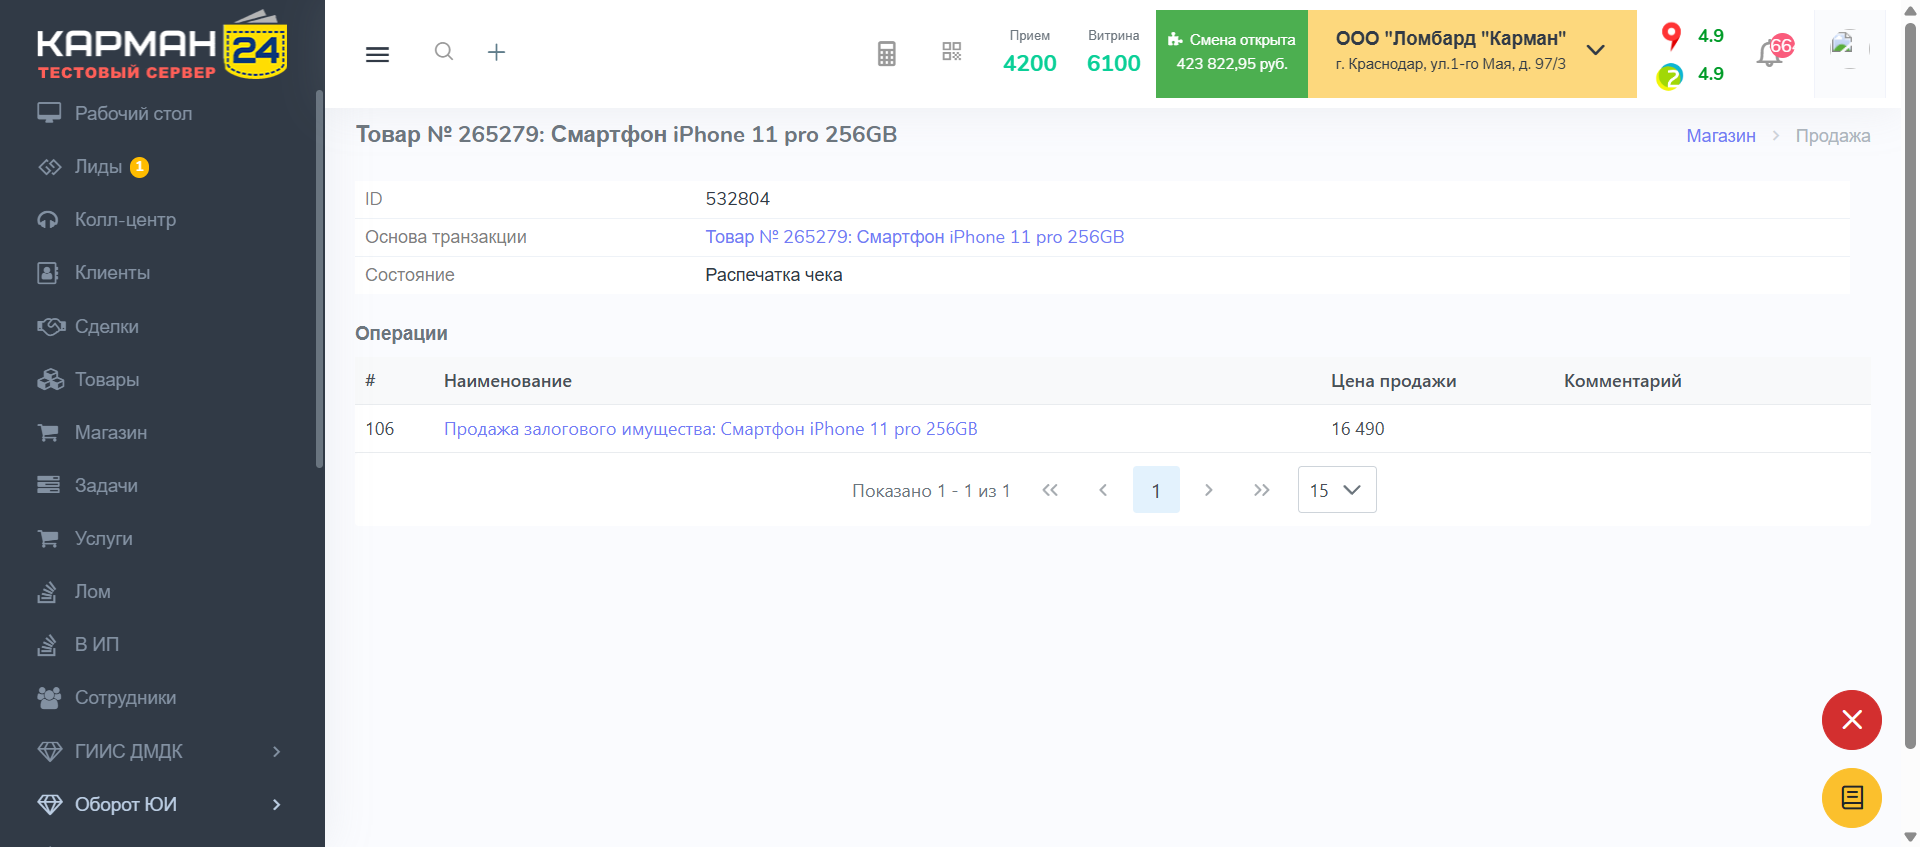 КАРМАН 24
ТЕСТОВЫЙ СЕРВЕР
Рабочий стол
Лиды 1
Колл-центр
Клиенты
Сделки
Товары
Магазин
Задачи
Услуги
Лом
В ИП
Сотрудники
ГИИС ДМДК
Оборот ЮИ
Прием
4200
Витрина
6100
Смена открыта
423 822,95 руб.
ООО "Ломбард "Карман"
г. Краснодар, ул.1-го Мая, д. 97/3
4.9
4.9
Товар № 265279: Смартфон iPhone 11 pro 256GB
Магазин
Продажа
ID 532804
Основа транзакции Товар № 265279: Смартфон iPhone 11 pro 256GB
Состояние Распечатка чека
Операции
# Наименование Цена продажи Комментарий
106 Продажа залогового имущества: Смартфон iPhone 11 pro 256GB 16 490
Показано 1 - 1 из 1
1
15